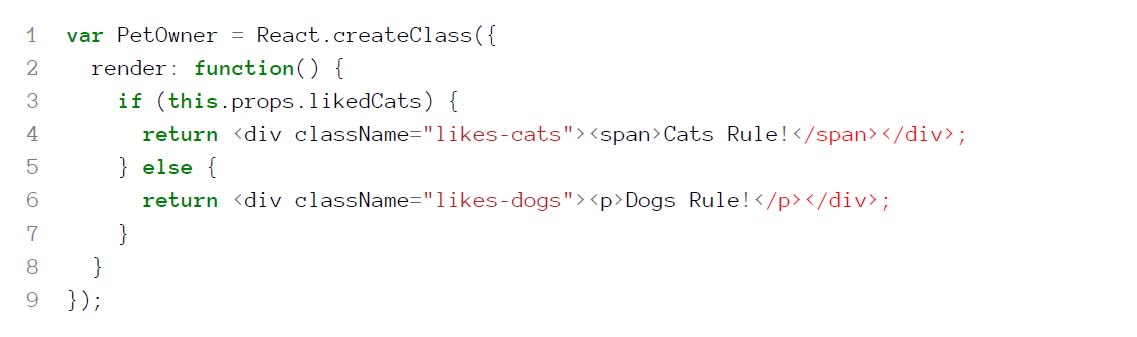 1 var PetOwner = React.createClass({
2 render: function() {
3 if (this.props.likedCats) {
4 return <div className="likes-cats"><span>Cats Rule!</span></div>;
5 } else {
6 return <div className="likes-dogs"><p>Dogs Rule!</p></div>;
7 }
8 }
9 });